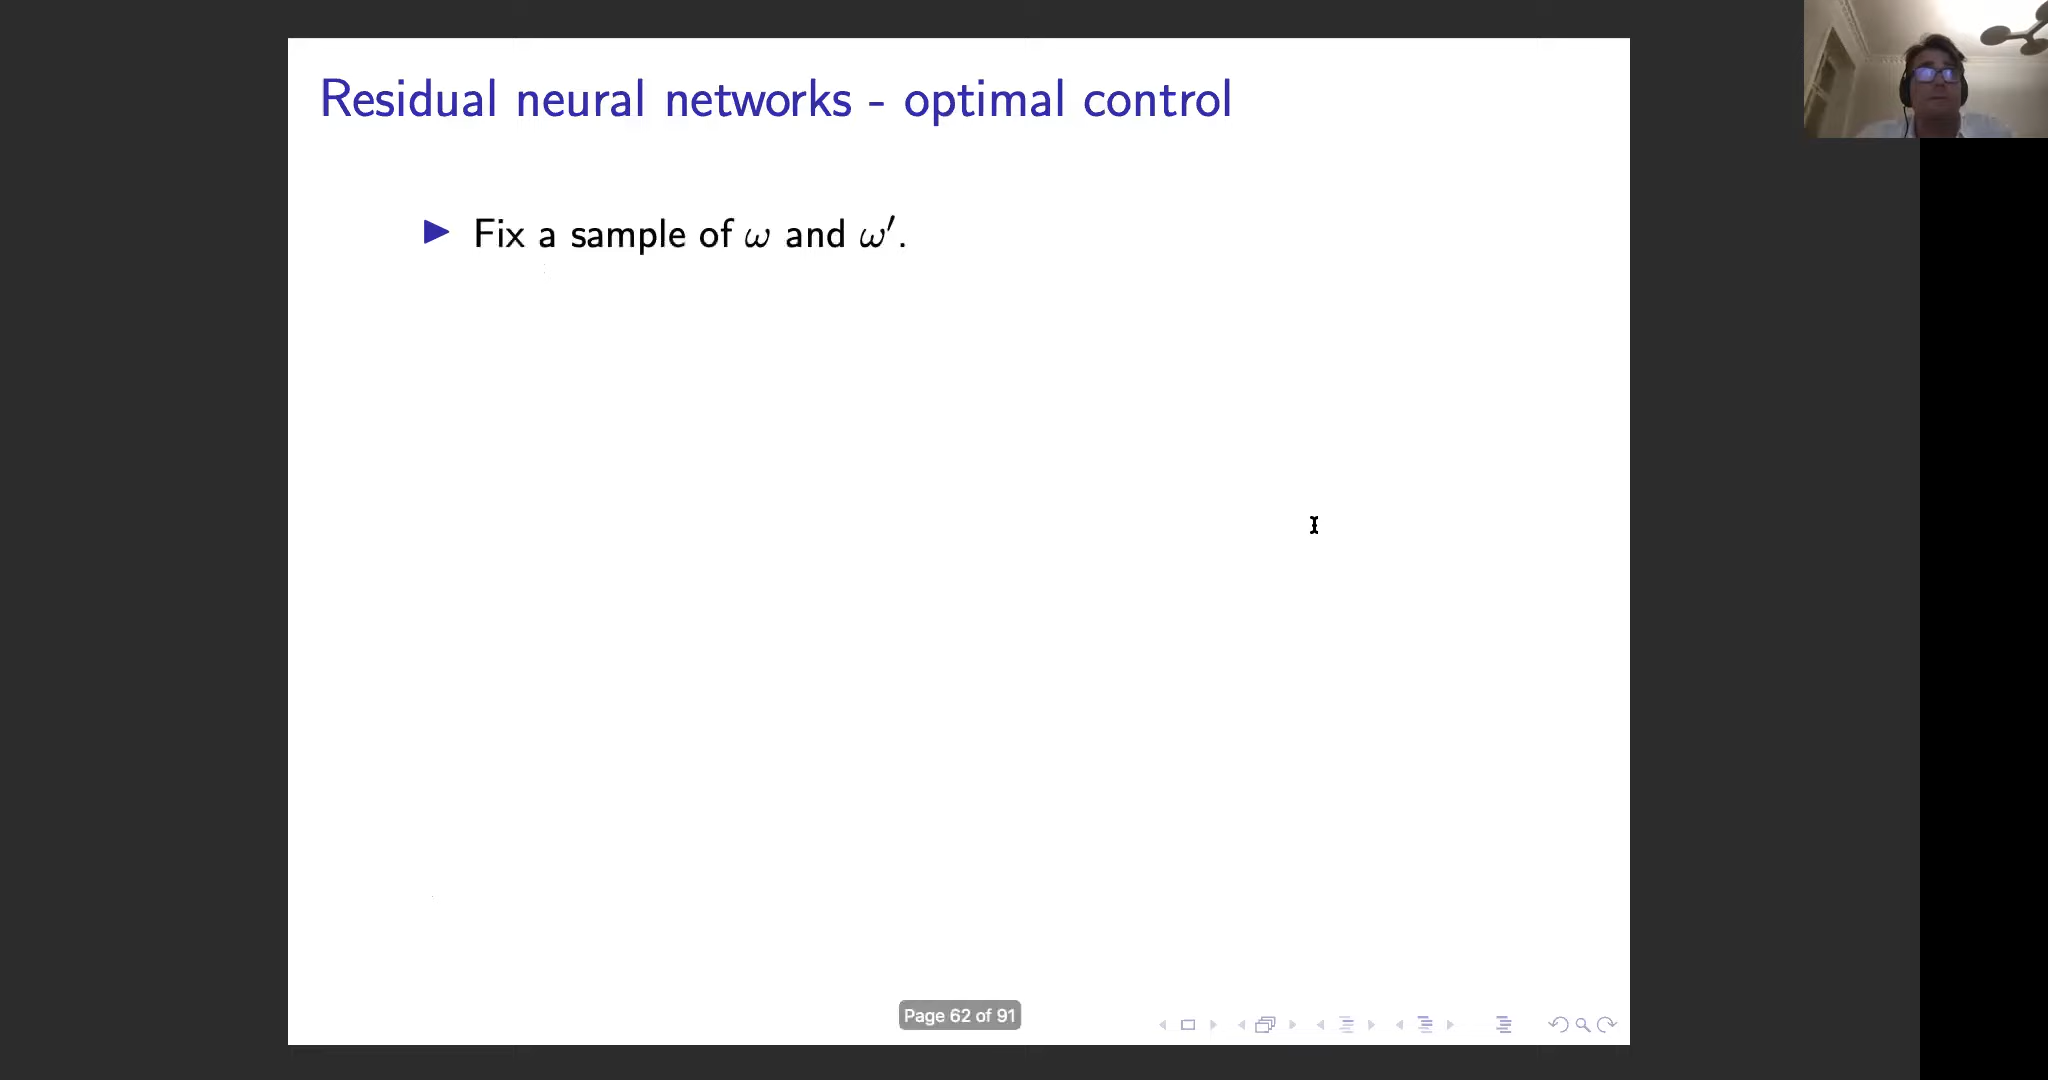 Residual neural networks - optimal control
▶ Fix a sample of ω and ω′.
Page 62 of 91